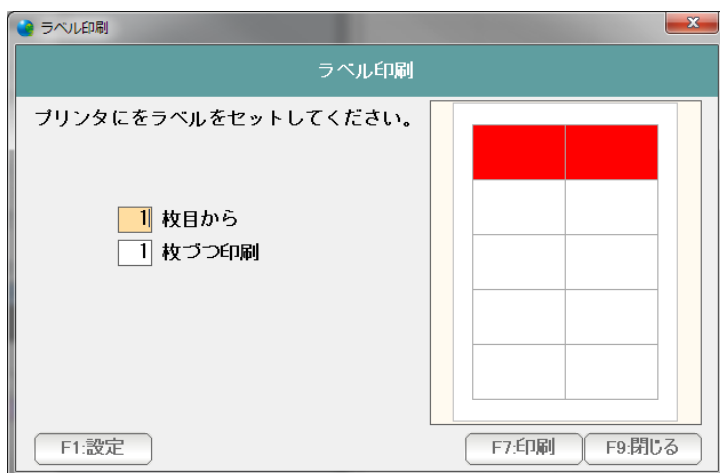 ラベル印刷
ラベル印刷
プリンタにをラベルをセットしてください。
1 枚目から
1 枚づつ印刷
F1:設定
F7:印刷
F9:閉じる